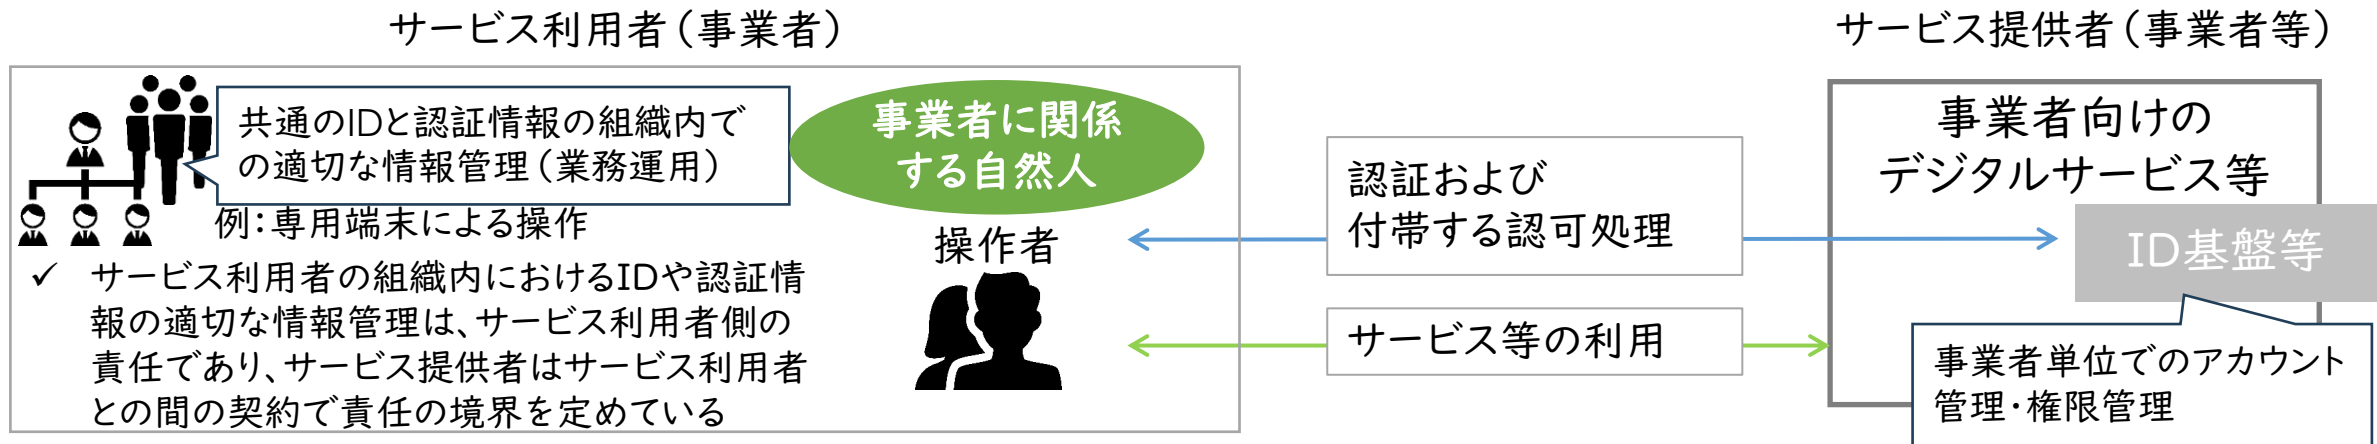 サービス利用者（事業者）
共通のIDと認証情報の組織内で
の適切な情報管理（業務運用）
例：専用端末による操作
✓ サービス利用者の組織内におけるIDや認証情
報の適切な情報管理は、サービス利用者側の
責任であり、サービス提供者はサービス利用者
との間の契約で責任の境界を定めている
事業者に関係
する自然人
操作者
認証および
付帯する認可処理
サービス等の利用
サービス提供者（事業者等）
事業者向けの
デジタルサービス等
ID基盤等
事業者単位でのアカウント
管理・権限管理